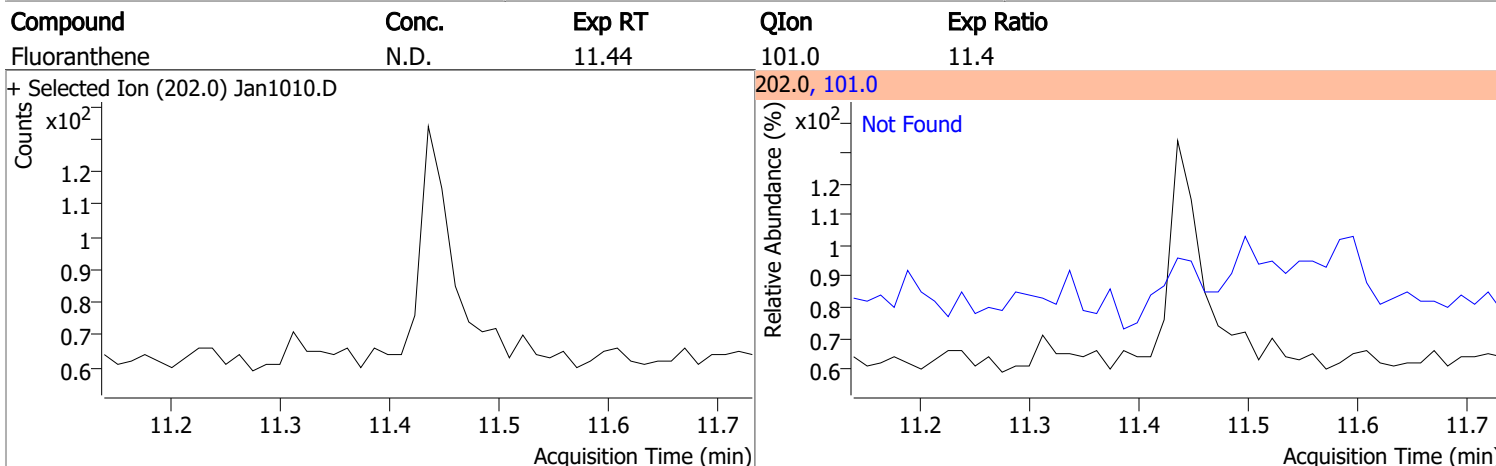 Compound Conc. Exp RT QIon Exp Ratio
Fluoranthene N.D. 11.44 101.0 11.4
+ Selected Ion (202.0) Jan1010.D
Counts
x10²
1.2
1.1
1
0.9
0.8
0.7
0.6
11.2 11.3 11.4 11.5 11.6 11.7
Acquisition Time (min)
202.0, 101.0
Relative Abundance (%)
x10²
Not Found
1.2
1.1
1
0.9
0.8
0.7
0.6
11.2 11.3 11.4 11.5 11.6 11.7
Acquisition Time (min)